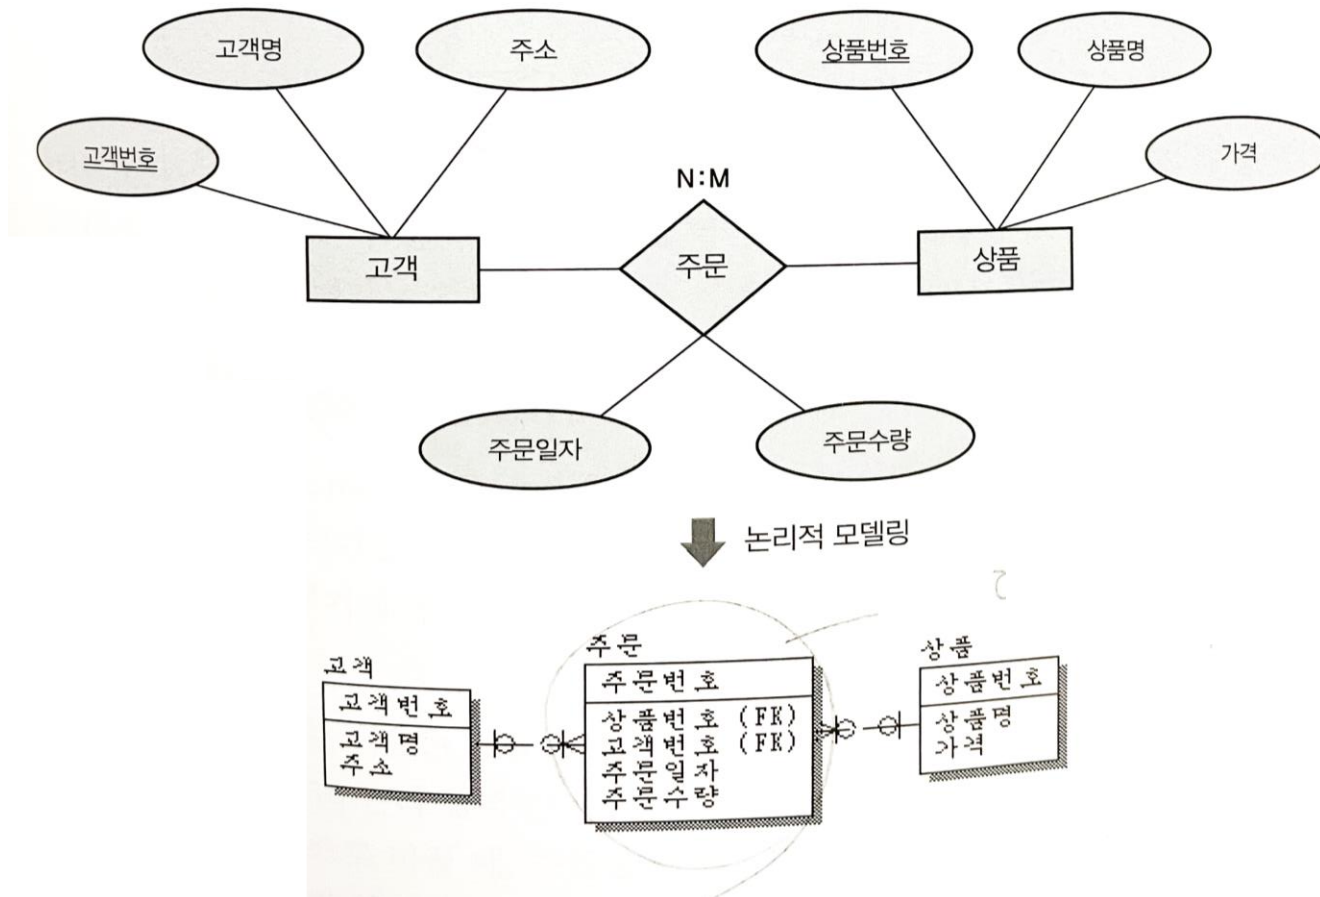 고객명
주소
상품번호
상품명
고객번호
가격
N:M
고객
주문
상품
주문일자
주문수량
논리적 모델링
고객
고객번호
고객명
주소
주문
주문번호
상품번호 (FK)
고객번호 (FK)
주문일자
주문수량
상품
상품번호
상품명
가격